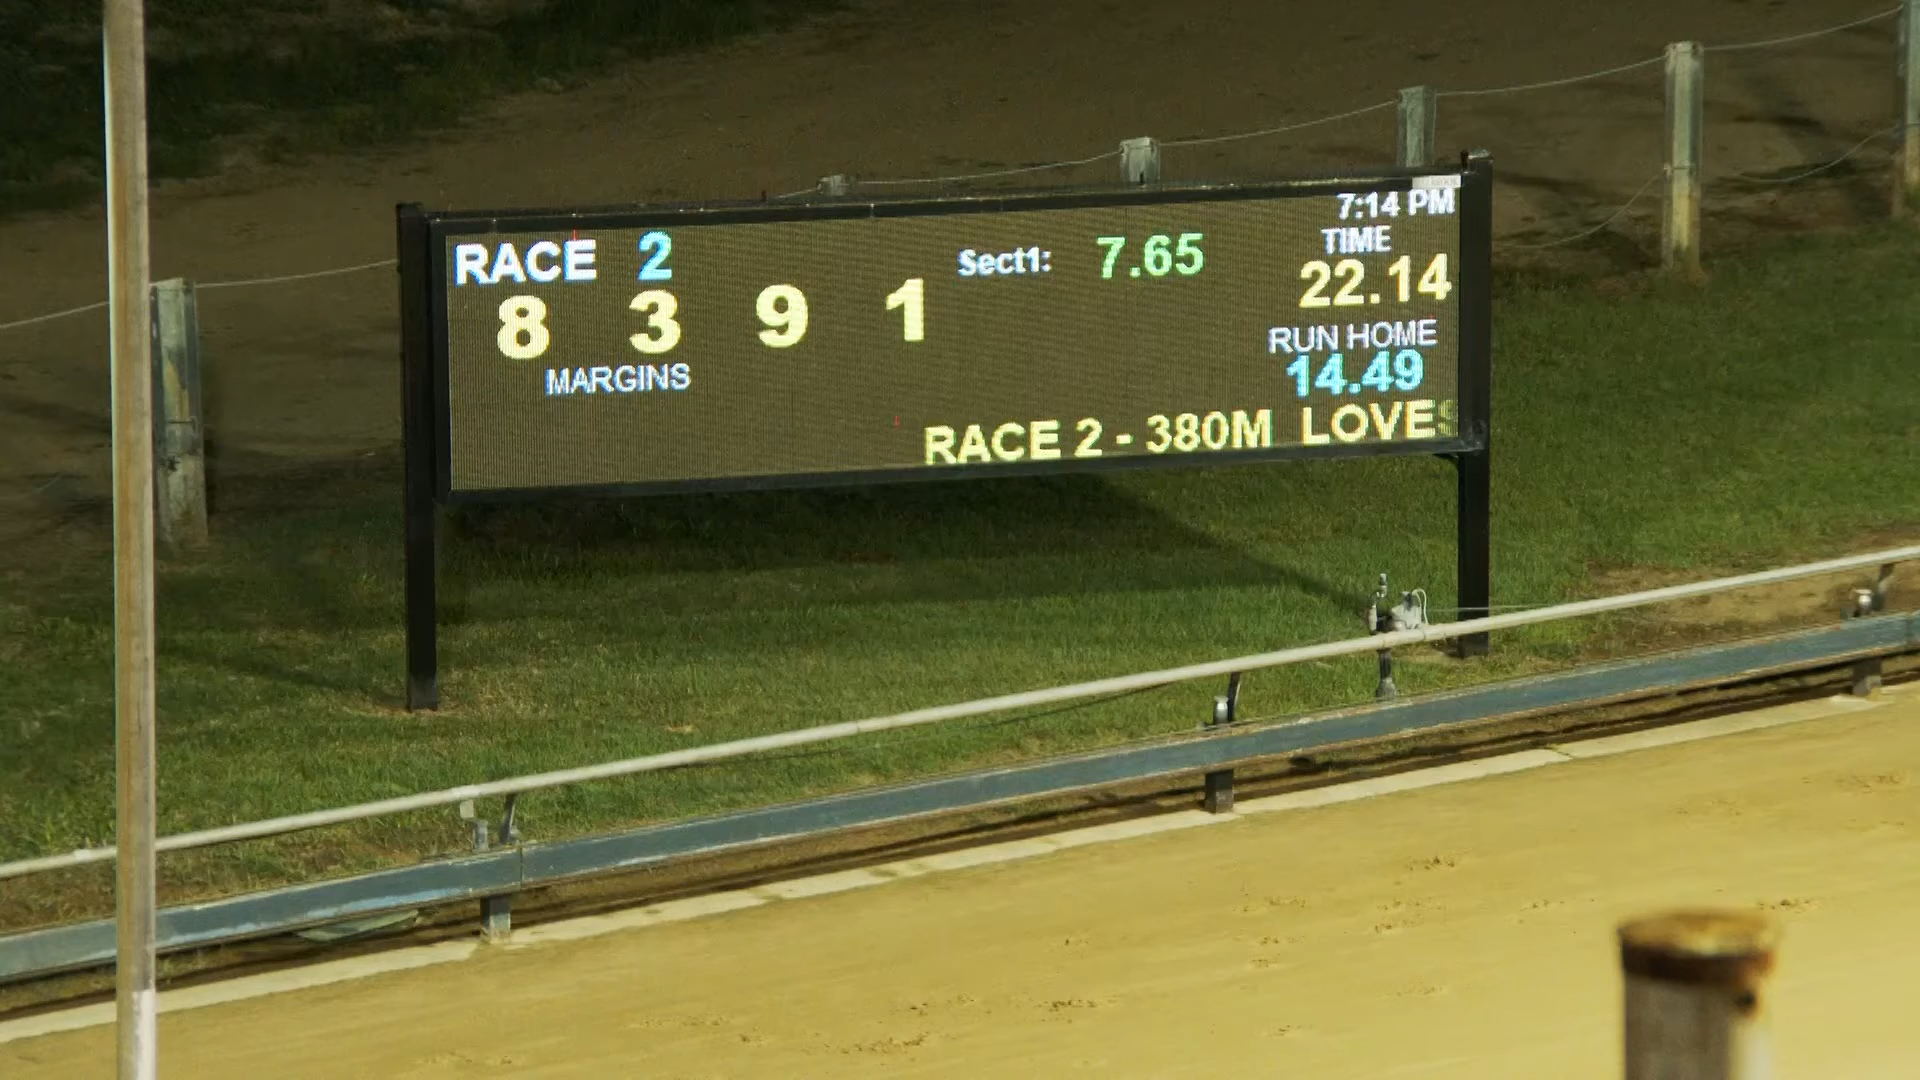 7:14 PM
RACE 2 Sect1: 7.65 TIME
8 3 9 1 22.14
MARGINS RUN HOME
14.49
RACE 2 - 380M LOVES